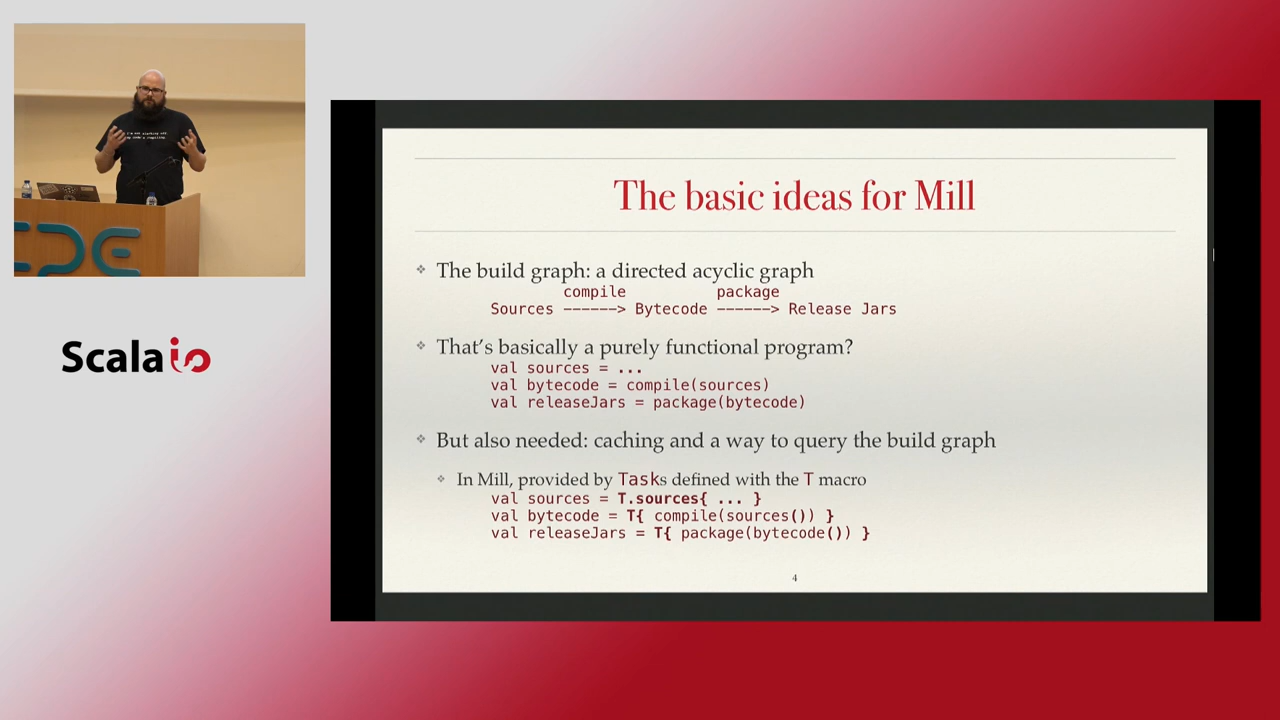 The basic ideas for Mill
❖ The build graph: a directed acyclic graph
compile package
Sources ------> Bytecode ------> Release Jars
❖ That's basically a purely functional program?
val sources = ...
val bytecode = compile(sources)
val releaseJars = package(bytecode)
❖ But also needed: caching and a way to query the build graph
❖ In Mill, provided by Tasks defined with the T macro
val sources = T.sources{ ... }
val bytecode = T{ compile(sources()) }
val releaseJars = T{ package(bytecode()) }
4
Scala io
CPE